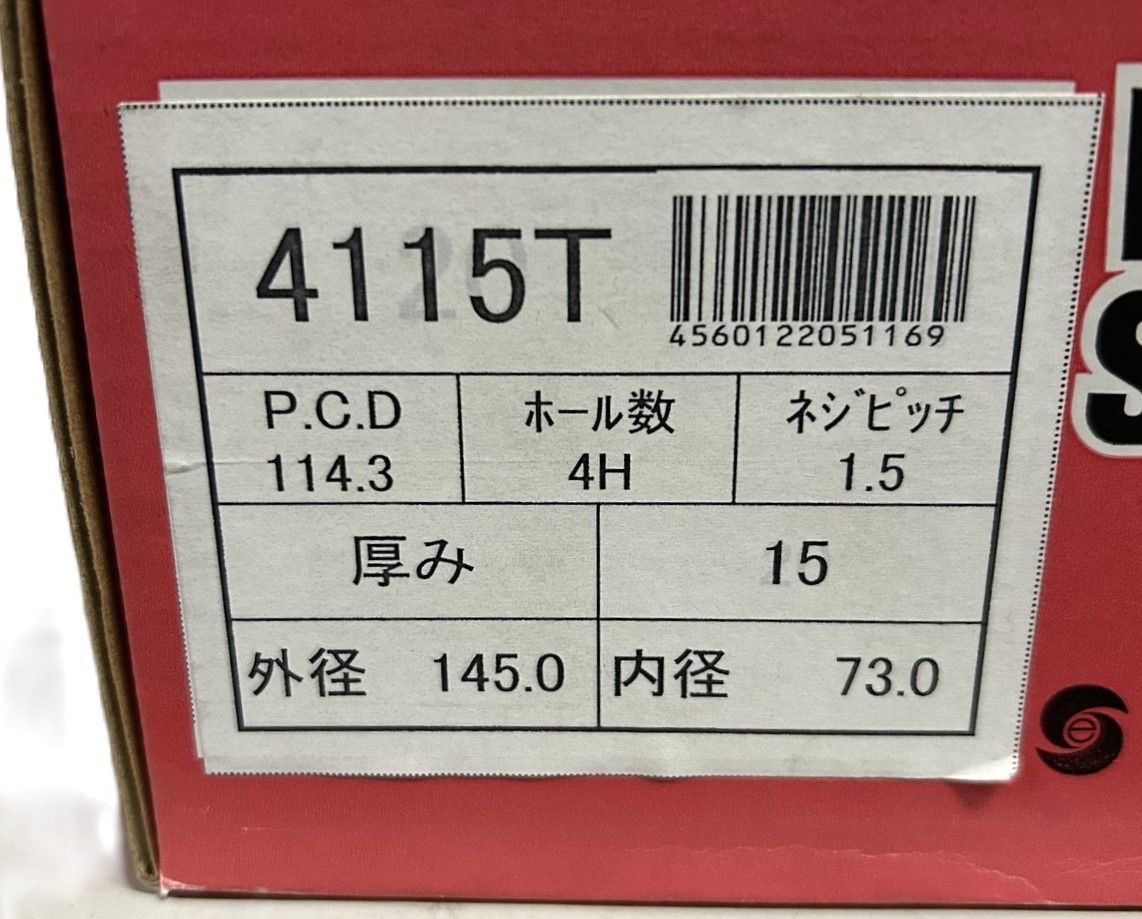 4115T
4560122051169
P.C.D ホール数 ネジピッチ
114.3 4H 1.5
厚み 15
外径 145.0 内径 73.0